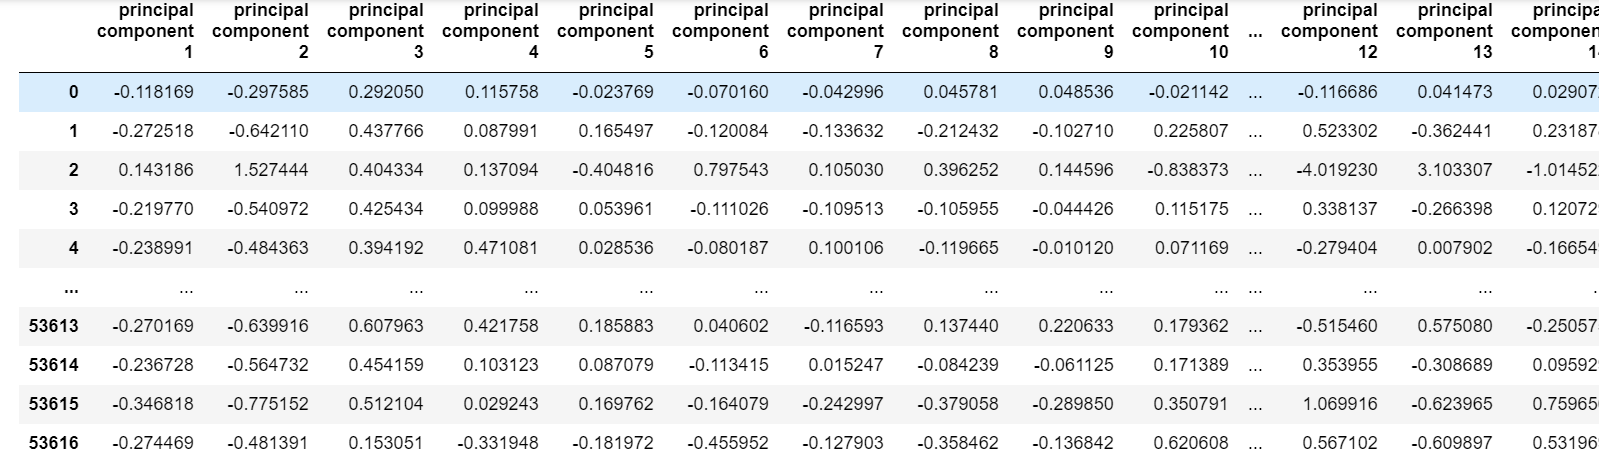 principal principal principal principal principal principal principal principal principal principal principal principal
component component component component component component component component component component ... component component component
1 2 3 4 5 6 7 8 9 10 12 13
0 -0.118169 -0.297585 0.292050 0.115758 -0.023769 -0.070160 -0.042996 0.045781 0.048536 -0.021142 ... -0.116686 0.041473 0.02907
1 -0.272518 -0.642110 0.437766 0.087991 0.165497 -0.120084 -0.133632 -0.212432 -0.102710 0.225807 ... 0.523302 -0.362441 0.23187
2 0.143186 1.527444 0.404334 0.137094 -0.404816 0.797543 0.105030 0.396252 0.144596 -0.838373 ... -4.019230 3.103307 -1.01452
3 -0.219770 -0.540972 0.425434 0.099988 0.053961 -0.111026 -0.109513 -0.105955 -0.044426 0.115175 ... 0.338137 -0.266398 0.12072
4 -0.238991 -0.484363 0.394192 0.471081 0.028536 -0.080187 0.100106 -0.119665 -0.010120 0.071169 ... -0.279404 0.007902 -0.16654
... ... ... ... ... ... ... ... ... ... ... ... ... ...
53613 -0.270169 -0.639916 0.607963 0.421758 0.185883 0.040602 -0.116593 0.137440 0.220633 0.179362 ... -0.515460 0.575080 -0.25057
53614 -0.236728 -0.564732 0.454159 0.103123 0.087079 -0.113415 0.015247 -0.084239 -0.061125 0.171389 ... 0.353955 -0.308689 0.09592
53615 -0.346818 -0.775152 0.512104 0.029243 0.169762 -0.164079 -0.242997 -0.379058 -0.289850 0.350791 ... 1.069916 -0.623965 0.75965
53616 -0.274469 -0.481391 0.153051 -0.331948 -0.181972 -0.455952 -0.127903 -0.358462 -0.136842 0.620608 ... 0.567102 -0.609897 0.53196